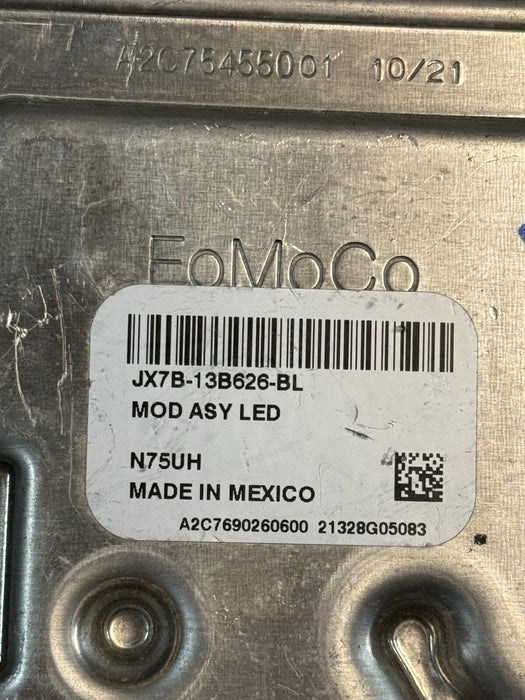 A2C75455001 10/21
FoMoCo
JX7B-13B626-BL
MOD ASY LED
N75UH
MADE IN MEXICO
A2C7690260600 21328G05083